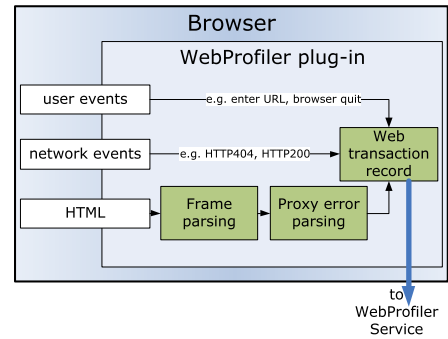 Browser
WebProfiler plug-in
user events
e.g. enter URL, browser quit
network events
e.g. HTTP404, HTTP200
Web
transaction
record
HTML
Frame
parsing
Proxy error
parsing
to
WebProfiler
Service